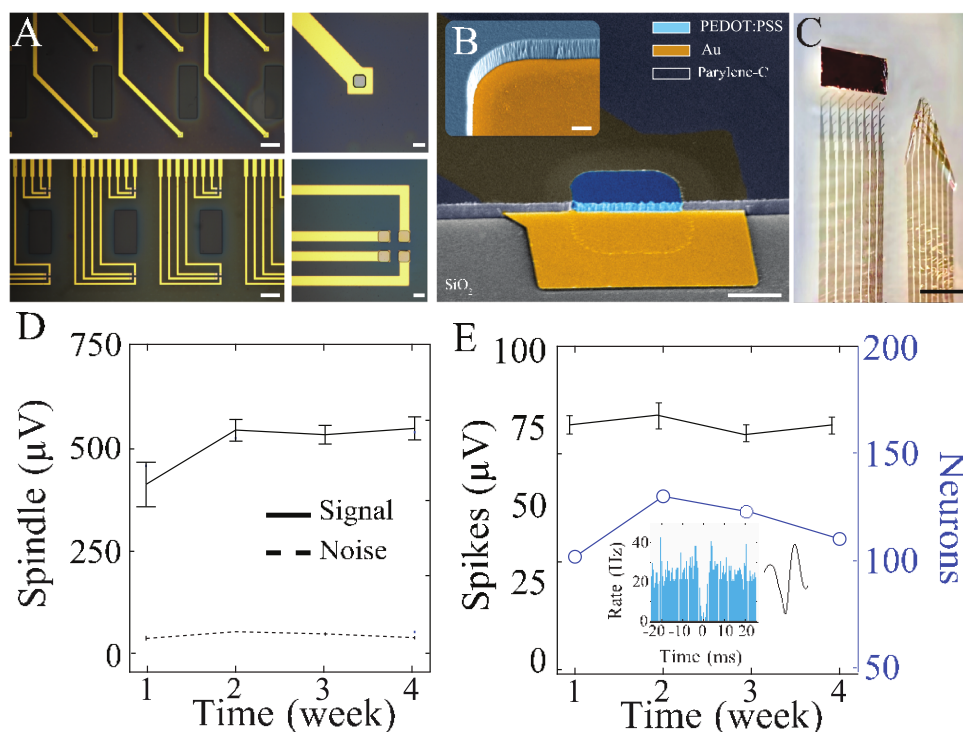 A
B
PEDOT:PSS
Au
Parylene-C
SiO2
C
D
750
500
250
0
Spindle (µV)
Signal
Noise
1 2 3 4
Time (week)
E
100
75
50
25
0
Spikes (µV)
200
150
100
50
Neurons
40
20
0
Rate (Hz)
-20 -10 0 10 20
Time (ms)
1 2 3 4
Time (week)